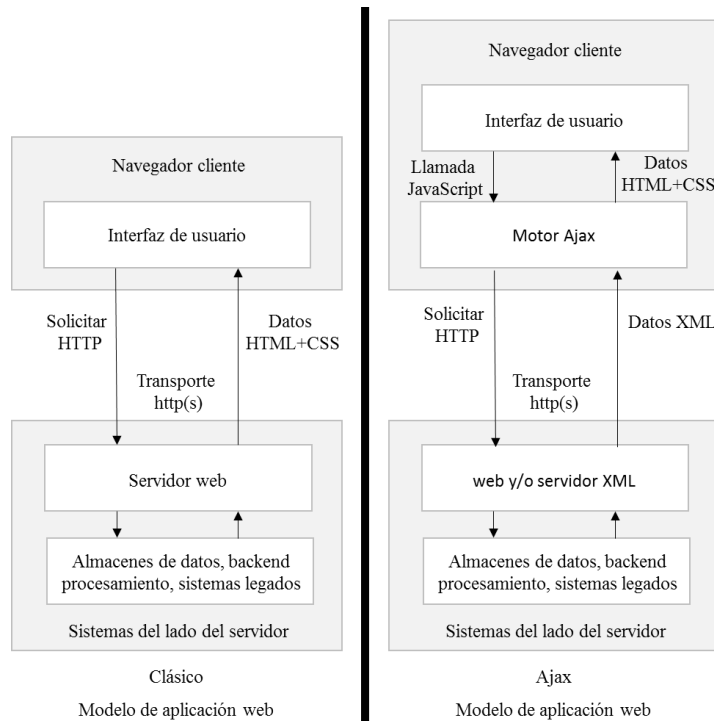 Navegador cliente
Interfaz de usuario
Solicitar
HTTP
Datos
HTML+CSS
Transporte
http(s)
Servidor web
Almacenes de datos, backend
procesamiento, sistemas legados
Sistemas del lado del servidor
Clásico
Modelo de aplicación web
Navegador cliente
Interfaz de usuario
Llamada
JavaScript
Datos
HTML+CSS
Motor Ajax
Solicitar
HTTP
Datos XML
Transporte
http(s)
web y/o servidor XML
Almacenes de datos, backend
procesamiento, sistemas legados
Sistemas del lado del servidor
Ajax
Modelo de aplicación web